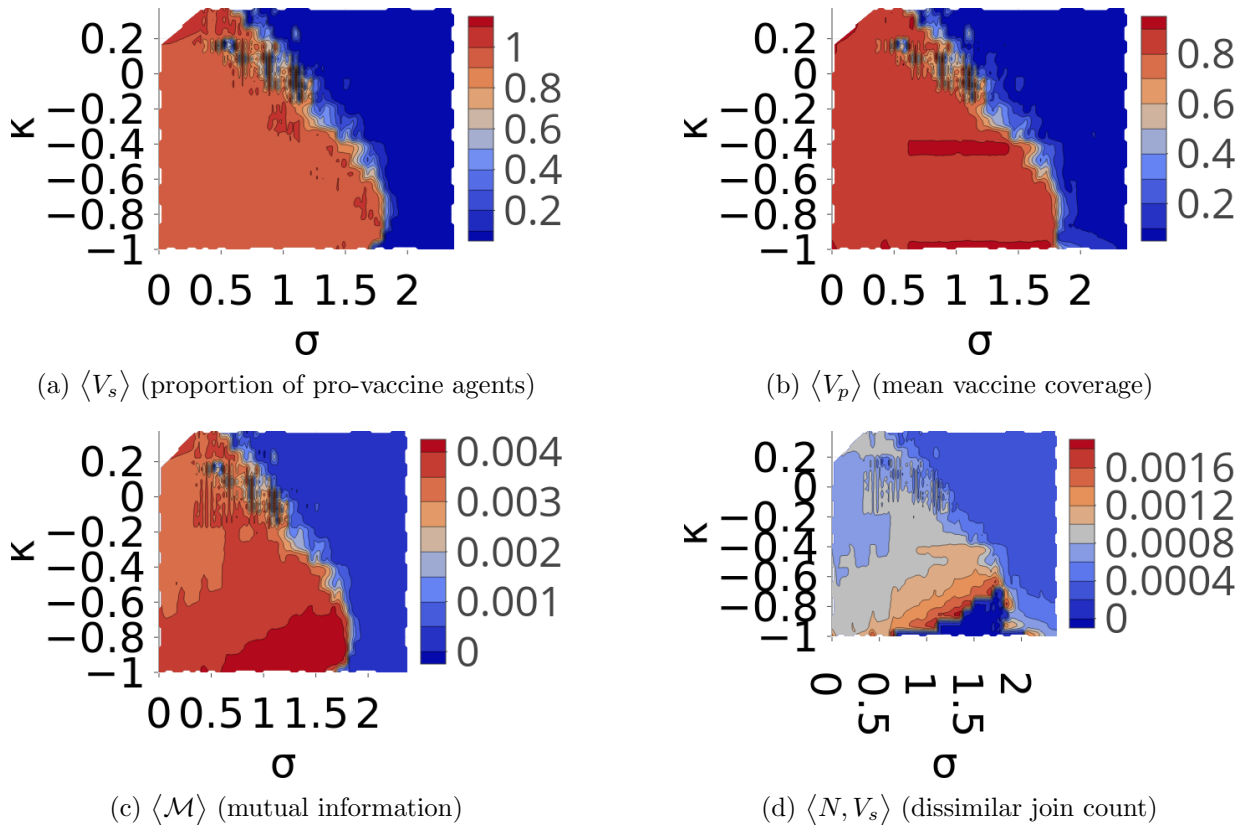 κ
0.2
0
−0.2
−0.4
−0.6
−0.8
−1
0 0.5 1 1.5 2
σ
1
0.8
0.6
0.4
0.2
(a) ⟨V_s⟩ (proportion of pro-vaccine agents)
κ
0.2
0
−0.2
−0.4
−0.6
−0.8
−1
0 0.5 1 1.5 2
σ
0.8
0.6
0.4
0.2
(b) ⟨V_p⟩ (mean vaccine coverage)
κ
0.2
0
−0.2
−0.4
−0.6
−0.8
−1
0 0.5 1 1.5 2
σ
0.004
0.003
0.002
0.001
0
(c) ⟨ℳ⟩ (mutual information)
κ
0.2
0
−0.2
−0.4
−0.6
−0.8
−1
0 0.5 1 1.5 2
σ
0.0016
0.0012
0.0008
0.0004
0
(d) ⟨N, V_s⟩ (dissimilar join count)